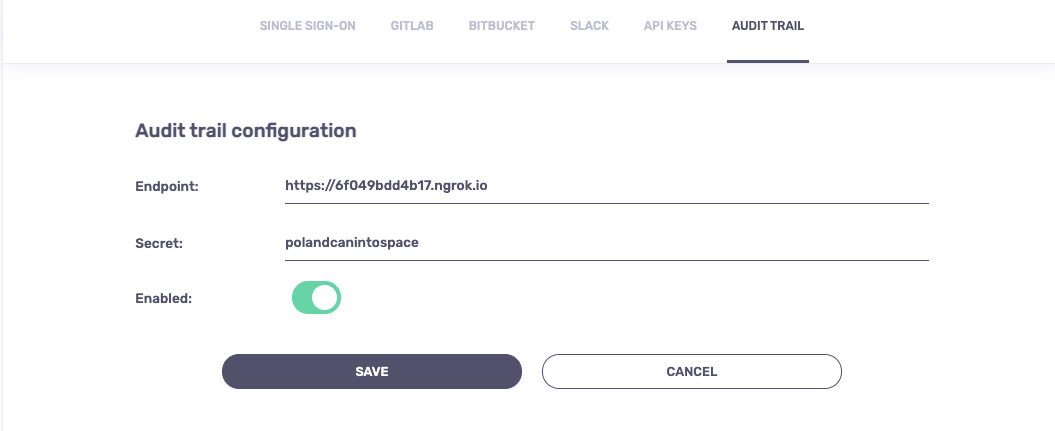 SINGLE SIGN-ON GITLAB BITBUCKET SLACK API KEYS AUDIT TRAIL
Audit trail configuration
Endpoint: https://6f049bdd4b17.ngrok.io
Secret: polandcanintospace
Enabled:
SAVE CANCEL